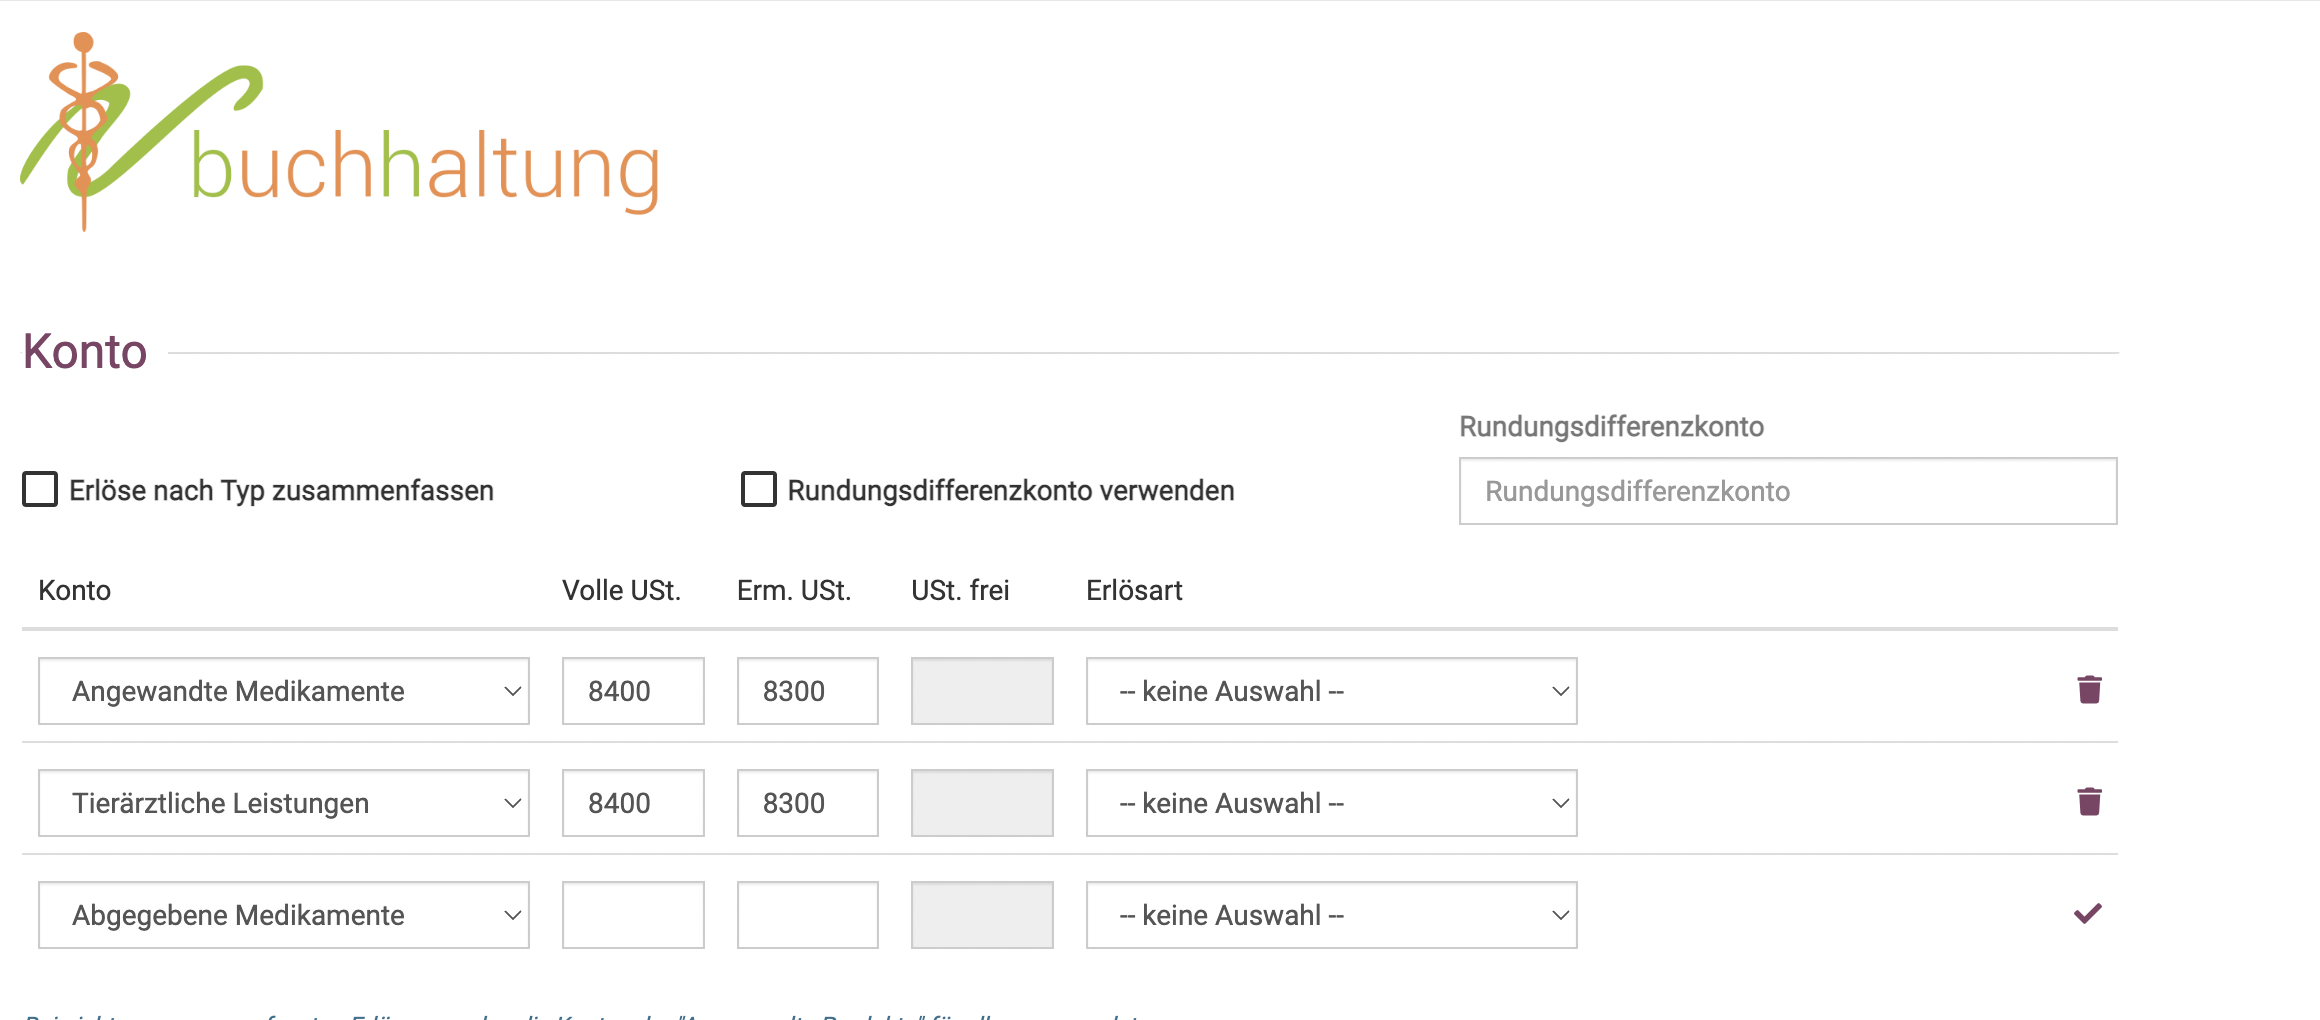 buchhaltung
Konto
Rundungsdifferenzkonto
Erlöse nach Typ zusammenfassen
Rundungsdifferenzkonto verwenden
Rundungsdifferenzkonto
Konto Volle USt. Erm. USt. USt. frei Erlösart
Angewandte Medikamente 8400 8300 -- keine Auswahl --
Tierärztliche Leistungen 8400 8300 -- keine Auswahl --
Abgegebene Medikamente -- keine Auswahl --